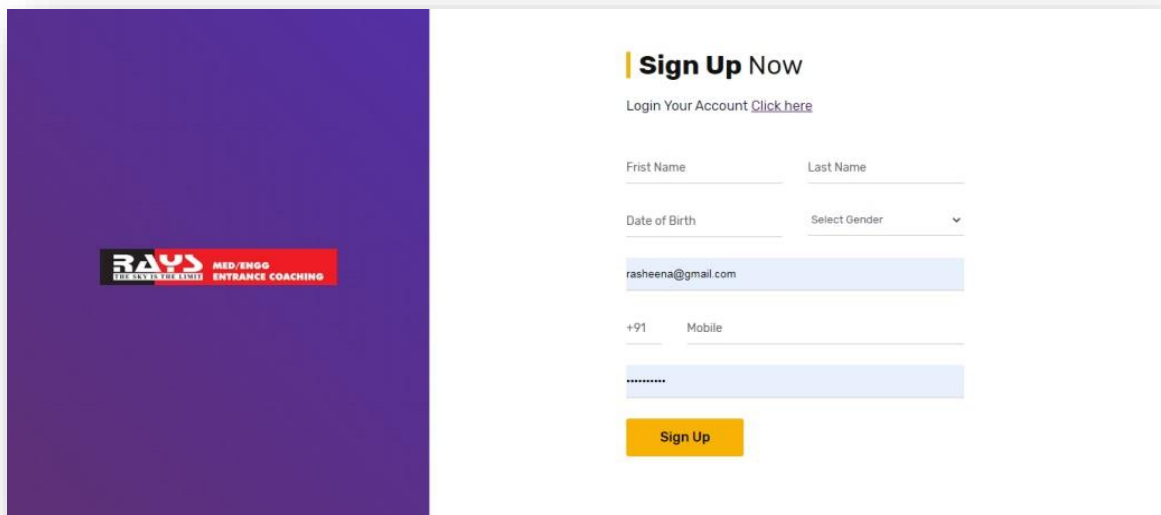 RAYS
THE SKY IS THE LIMIT
MED/ENGG
ENTRANCE COACHING
Sign Up Now
Login Your Account Click here
Frist Name Last Name
Date of Birth Select Gender
rasheena@gmail.com
+91 Mobile
••••••••••
Sign Up